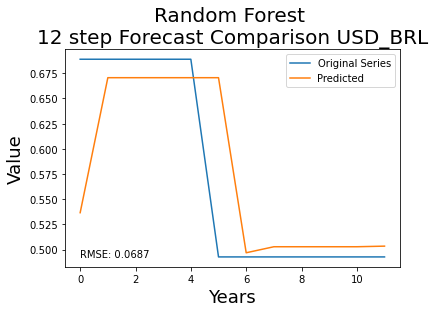 Random Forest
12 step Forecast Comparison USD_BRL
Original Series
Predicted
Value
0.675
0.650
0.625
0.600
0.575
0.550
0.525
0.500
RMSE: 0.0687
0 2 4 6 8 10
Years